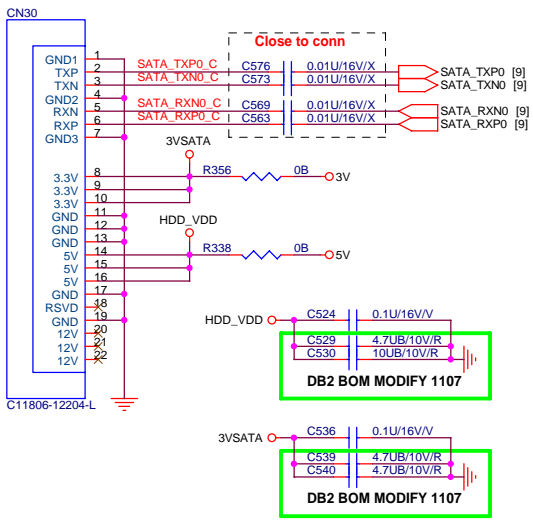 CN30
Close to conn
GND1 1
TXP 2 SATA_TXP0_C C576 0.01U/16V/X SATA_TXP0 [9]
TXN 3 SATA_TXN0_C C573 0.01U/16V/X SATA_TXN0 [9]
GND2 4
RXN 5 SATA_RXN0_C C569 0.01U/16V/X SATA_RXN0 [9]
RXP 6 SATA_RXP0_C C563 0.01U/16V/X SATA_RXP0 [9]
GND3 7
3VSATA
3.3V 8 R356 0B 3V
3.3V 9
3.3V 10
GND 11
HDD_VDD
GND 12
GND 13
5V 14 R338 0B 5V
5V 15
5V 16
GND 17
RSVD 18
GND 19
12V 20
12V 21
12V 22
C11806-12204-L
HDD_VDD C524 0.1U/16V/V
C529 4.7UB/10V/R
C530 10UB/10V/R
DB2 BOM MODIFY 1107
3VSATA C536 0.1U/16V/V
C539 4.7UB/10V/R
C540 4.7UB/10V/R
DB2 BOM MODIFY 1107